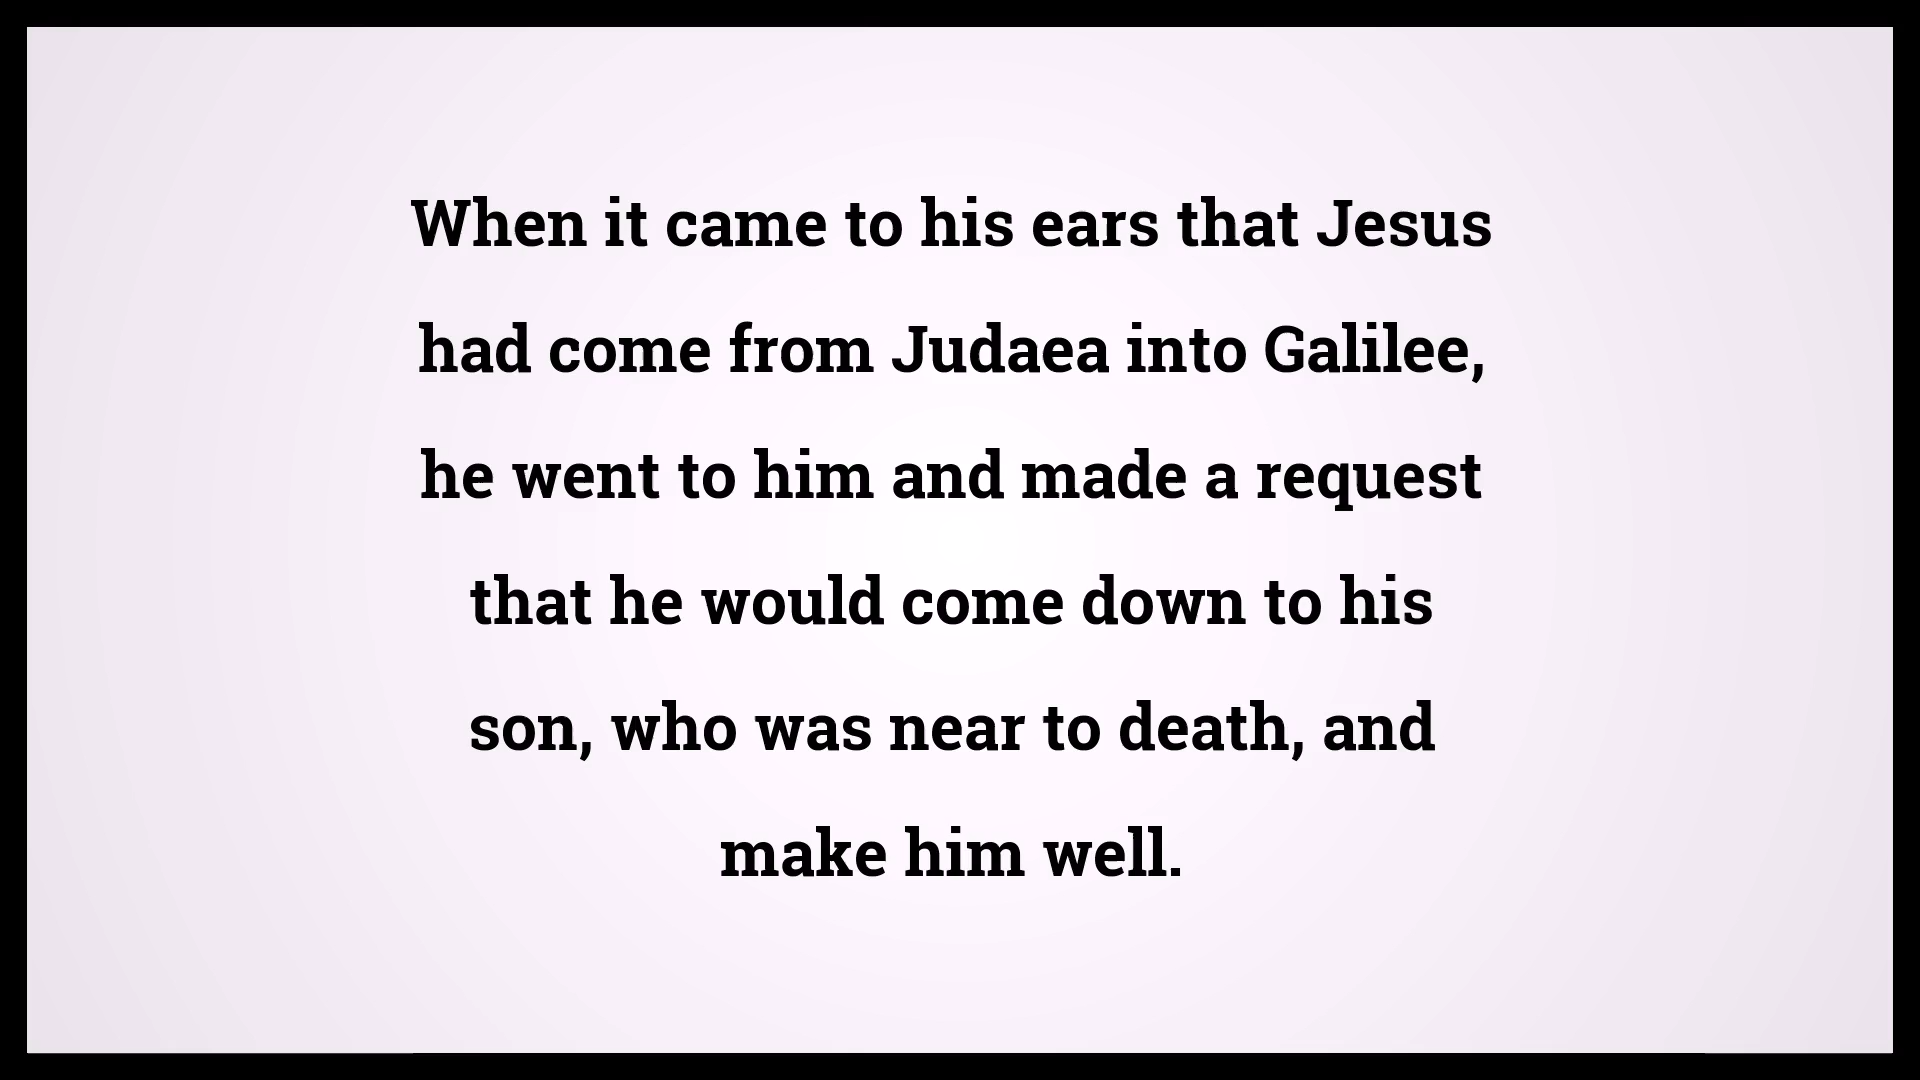 When it came to his ears that Jesus
had come from Judaea into Galilee,
he went to him and made a request
that he would come down to his
son, who was near to death, and
make him well.